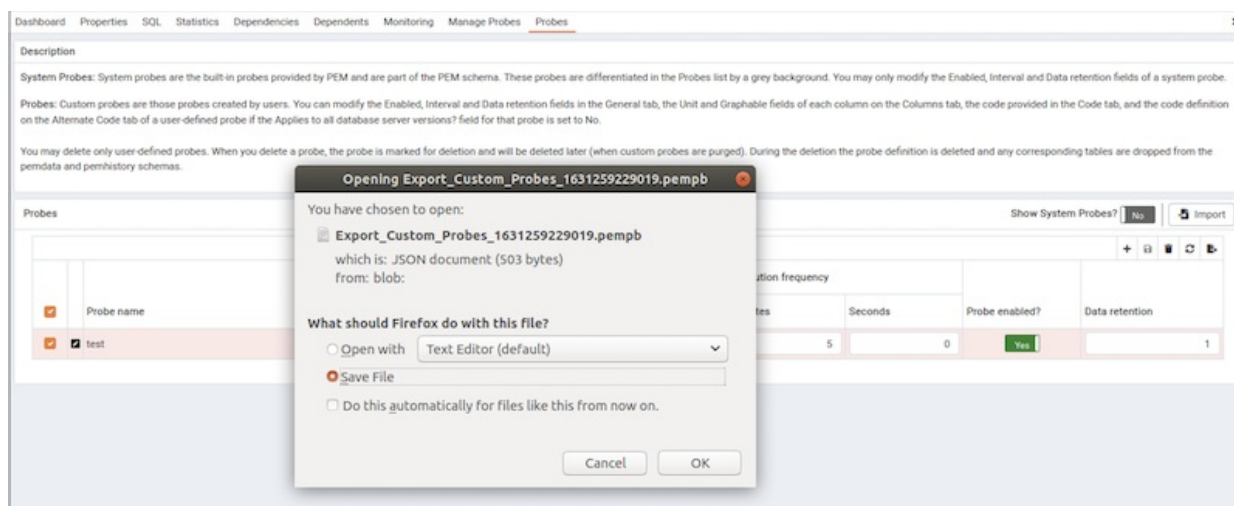 Dashboard Properties SQL Statistics Dependencies Dependents Monitoring Manage Probes Probes
Description
System Probes: System probes are the built-in probes provided by PEM and are part of the PEM schema. These probes are differentiated in the Probes list by a grey background. You may only modify the Enabled, Interval and Data retention fields of a system probe.
Probes: Custom probes are those probes created by users. You can modify the Enabled, Interval and Data retention fields in the General tab, the Unit and Graphable fields of each column on the Columns tab, the code provided in the Code tab, and the code definition
on the Alternate Code tab of a user-defined probe if the Applies to all database server versions? field for that probe is set to No.
You may delete only user-defined probes. When you delete a probe, the probe is marked for deletion and will be deleted later (when custom probes are purged). During the deletion the probe definition is deleted and any corresponding tables are dropped from the
pemdata and pemhistory schemas.
Opening Export_Custom_Probes_1631259229019.pempb
You have chosen to open:
Export_Custom_Probes_1631259229019.pempb
which is: JSON document (503 bytes)
from: blob:
What should Firefox do with this file?
Open with Text Editor (default)
Save File
Do this automatically for files like this from now on.
Cancel OK
Probes
Show System Probes? No Import
ution frequency
Probe name tes Seconds Probe enabled? Data retention
test 5 0 Yes 1